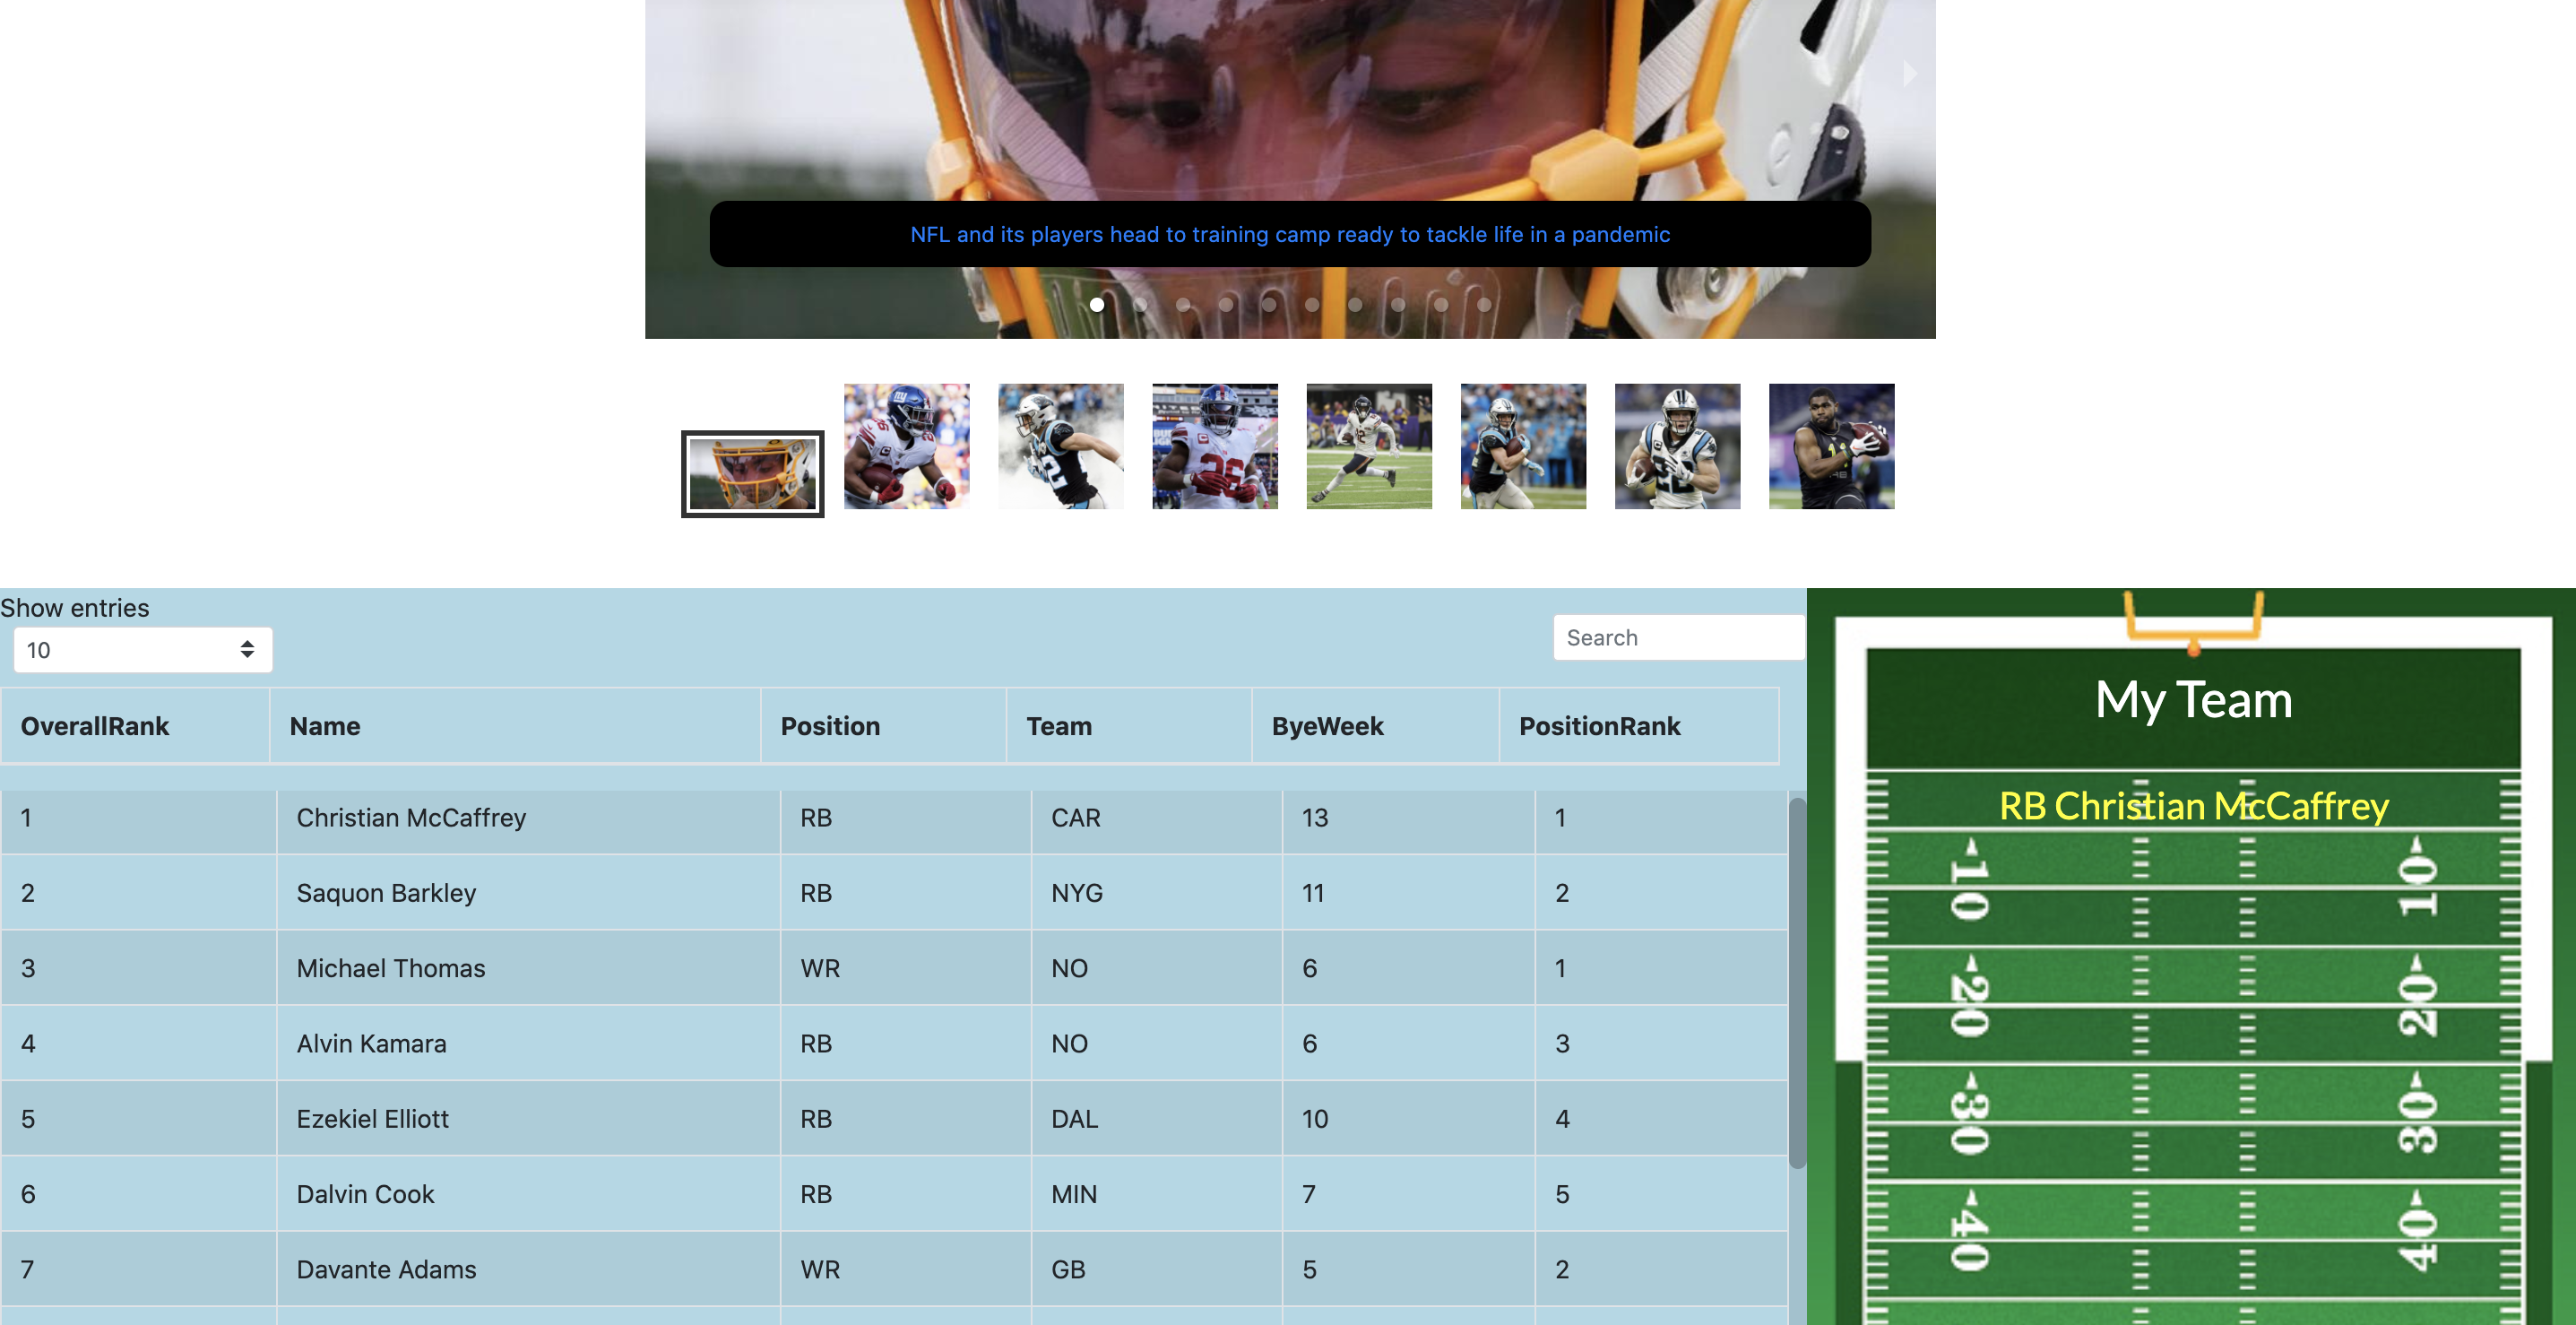 NFL and its players head to training camp ready to tackle life in a pandemic
Show entries
10
Search
OverallRank Name Position Team ByeWeek PositionRank
1 Christian McCaffrey RB CAR 13 1
2 Saquon Barkley RB NYG 11 2
3 Michael Thomas WR NO 6 1
4 Alvin Kamara RB NO 6 3
5 Ezekiel Elliott RB DAL 10 4
6 Dalvin Cook RB MIN 7 5
7 Davante Adams WR GB 5 2
My Team
RB Christian McCaffrey
10 10
20 20
30 30
40 40